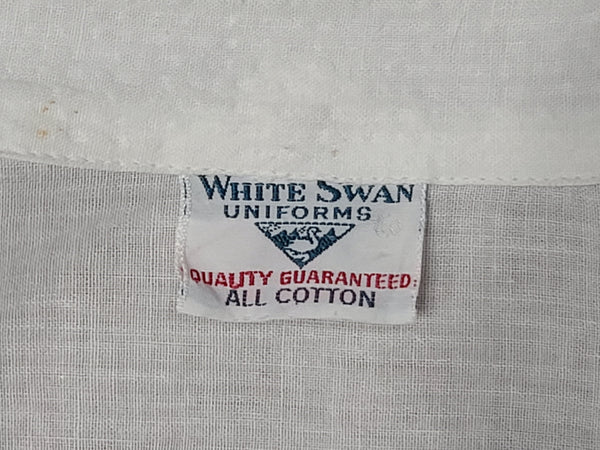 WHITE SWAN
UNIFORMS
QUALITY GUARANTEED:
ALL COTTON